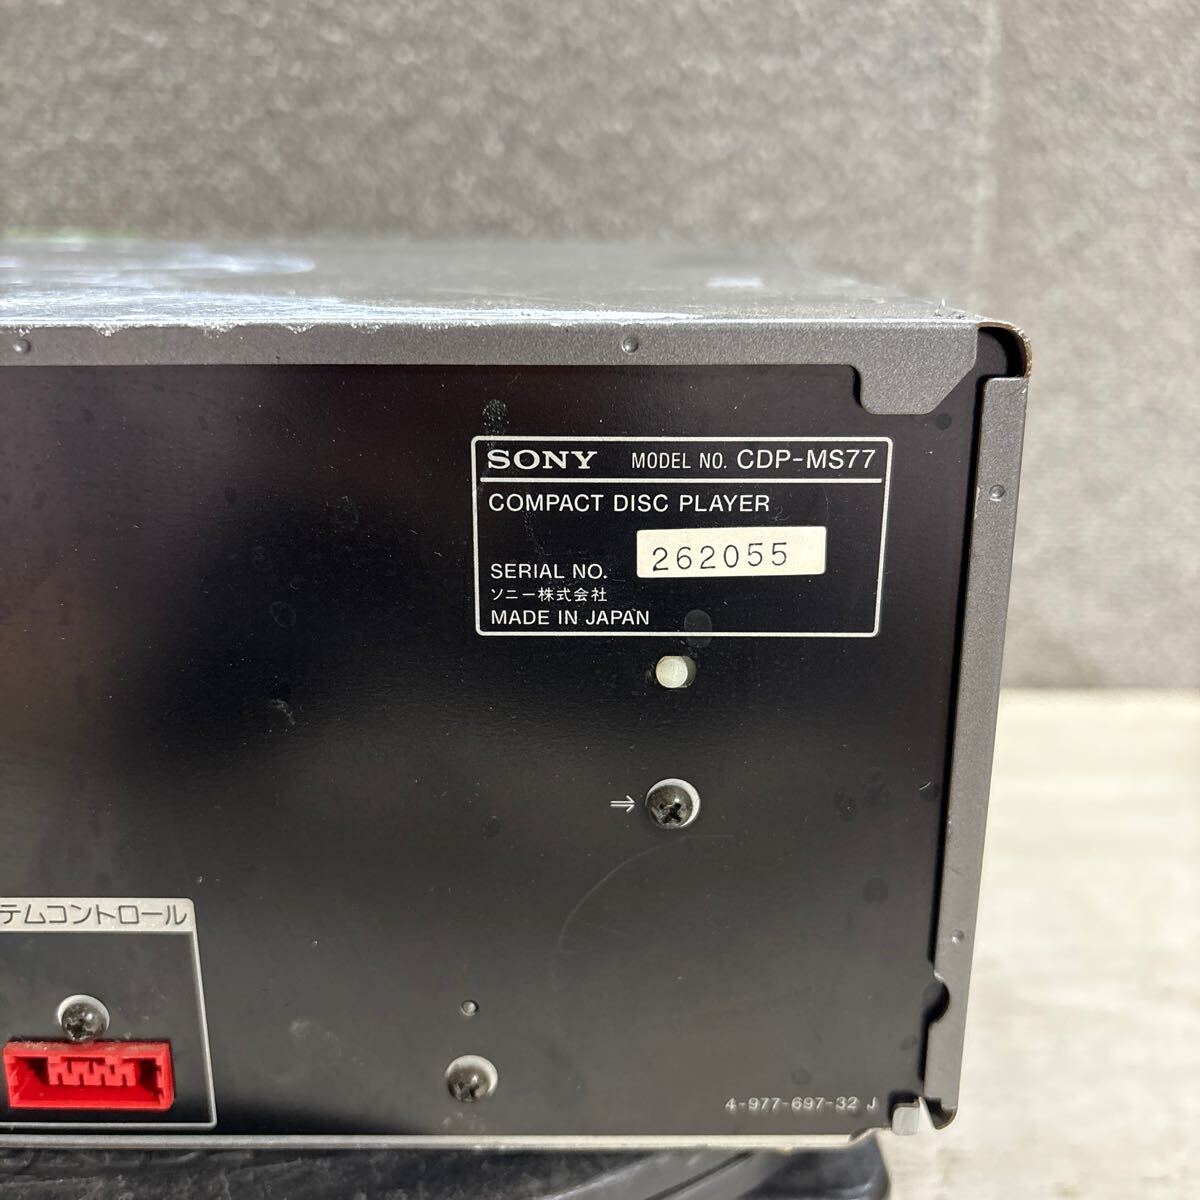 SONY MODEL NO. CDP-MS77
COMPACT DISC PLAYER
SERIAL NO. 262055
ソニー株式会社
MADE IN JAPAN
⇒
テムコントロール
4-977-697-32 J